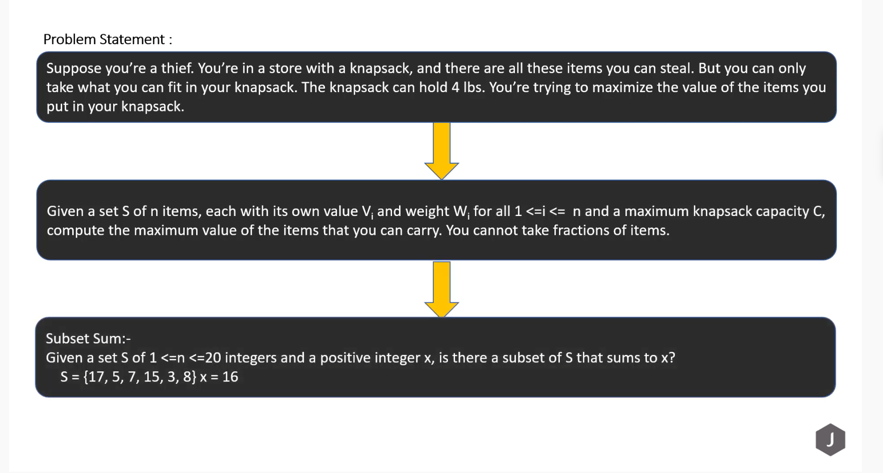 Problem Statement :
Suppose you're a thief. You're in a store with a knapsack, and there are all these items you can steal. But you can only
take what you can fit in your knapsack. The knapsack can hold 4 lbs. You're trying to maximize the value of the items you
put in your knapsack.
Given a set S of n items, each with its own value Vᵢ and weight Wᵢ for all 1 <=i <= n and a maximum knapsack capacity C,
compute the maximum value of the items that you can carry. You cannot take fractions of items.
Subset Sum:-
Given a set S of 1 <=n <=20 integers and a positive integer x, is there a subset of S that sums to x?
S = {17, 5, 7, 15, 3, 8} x = 16
J